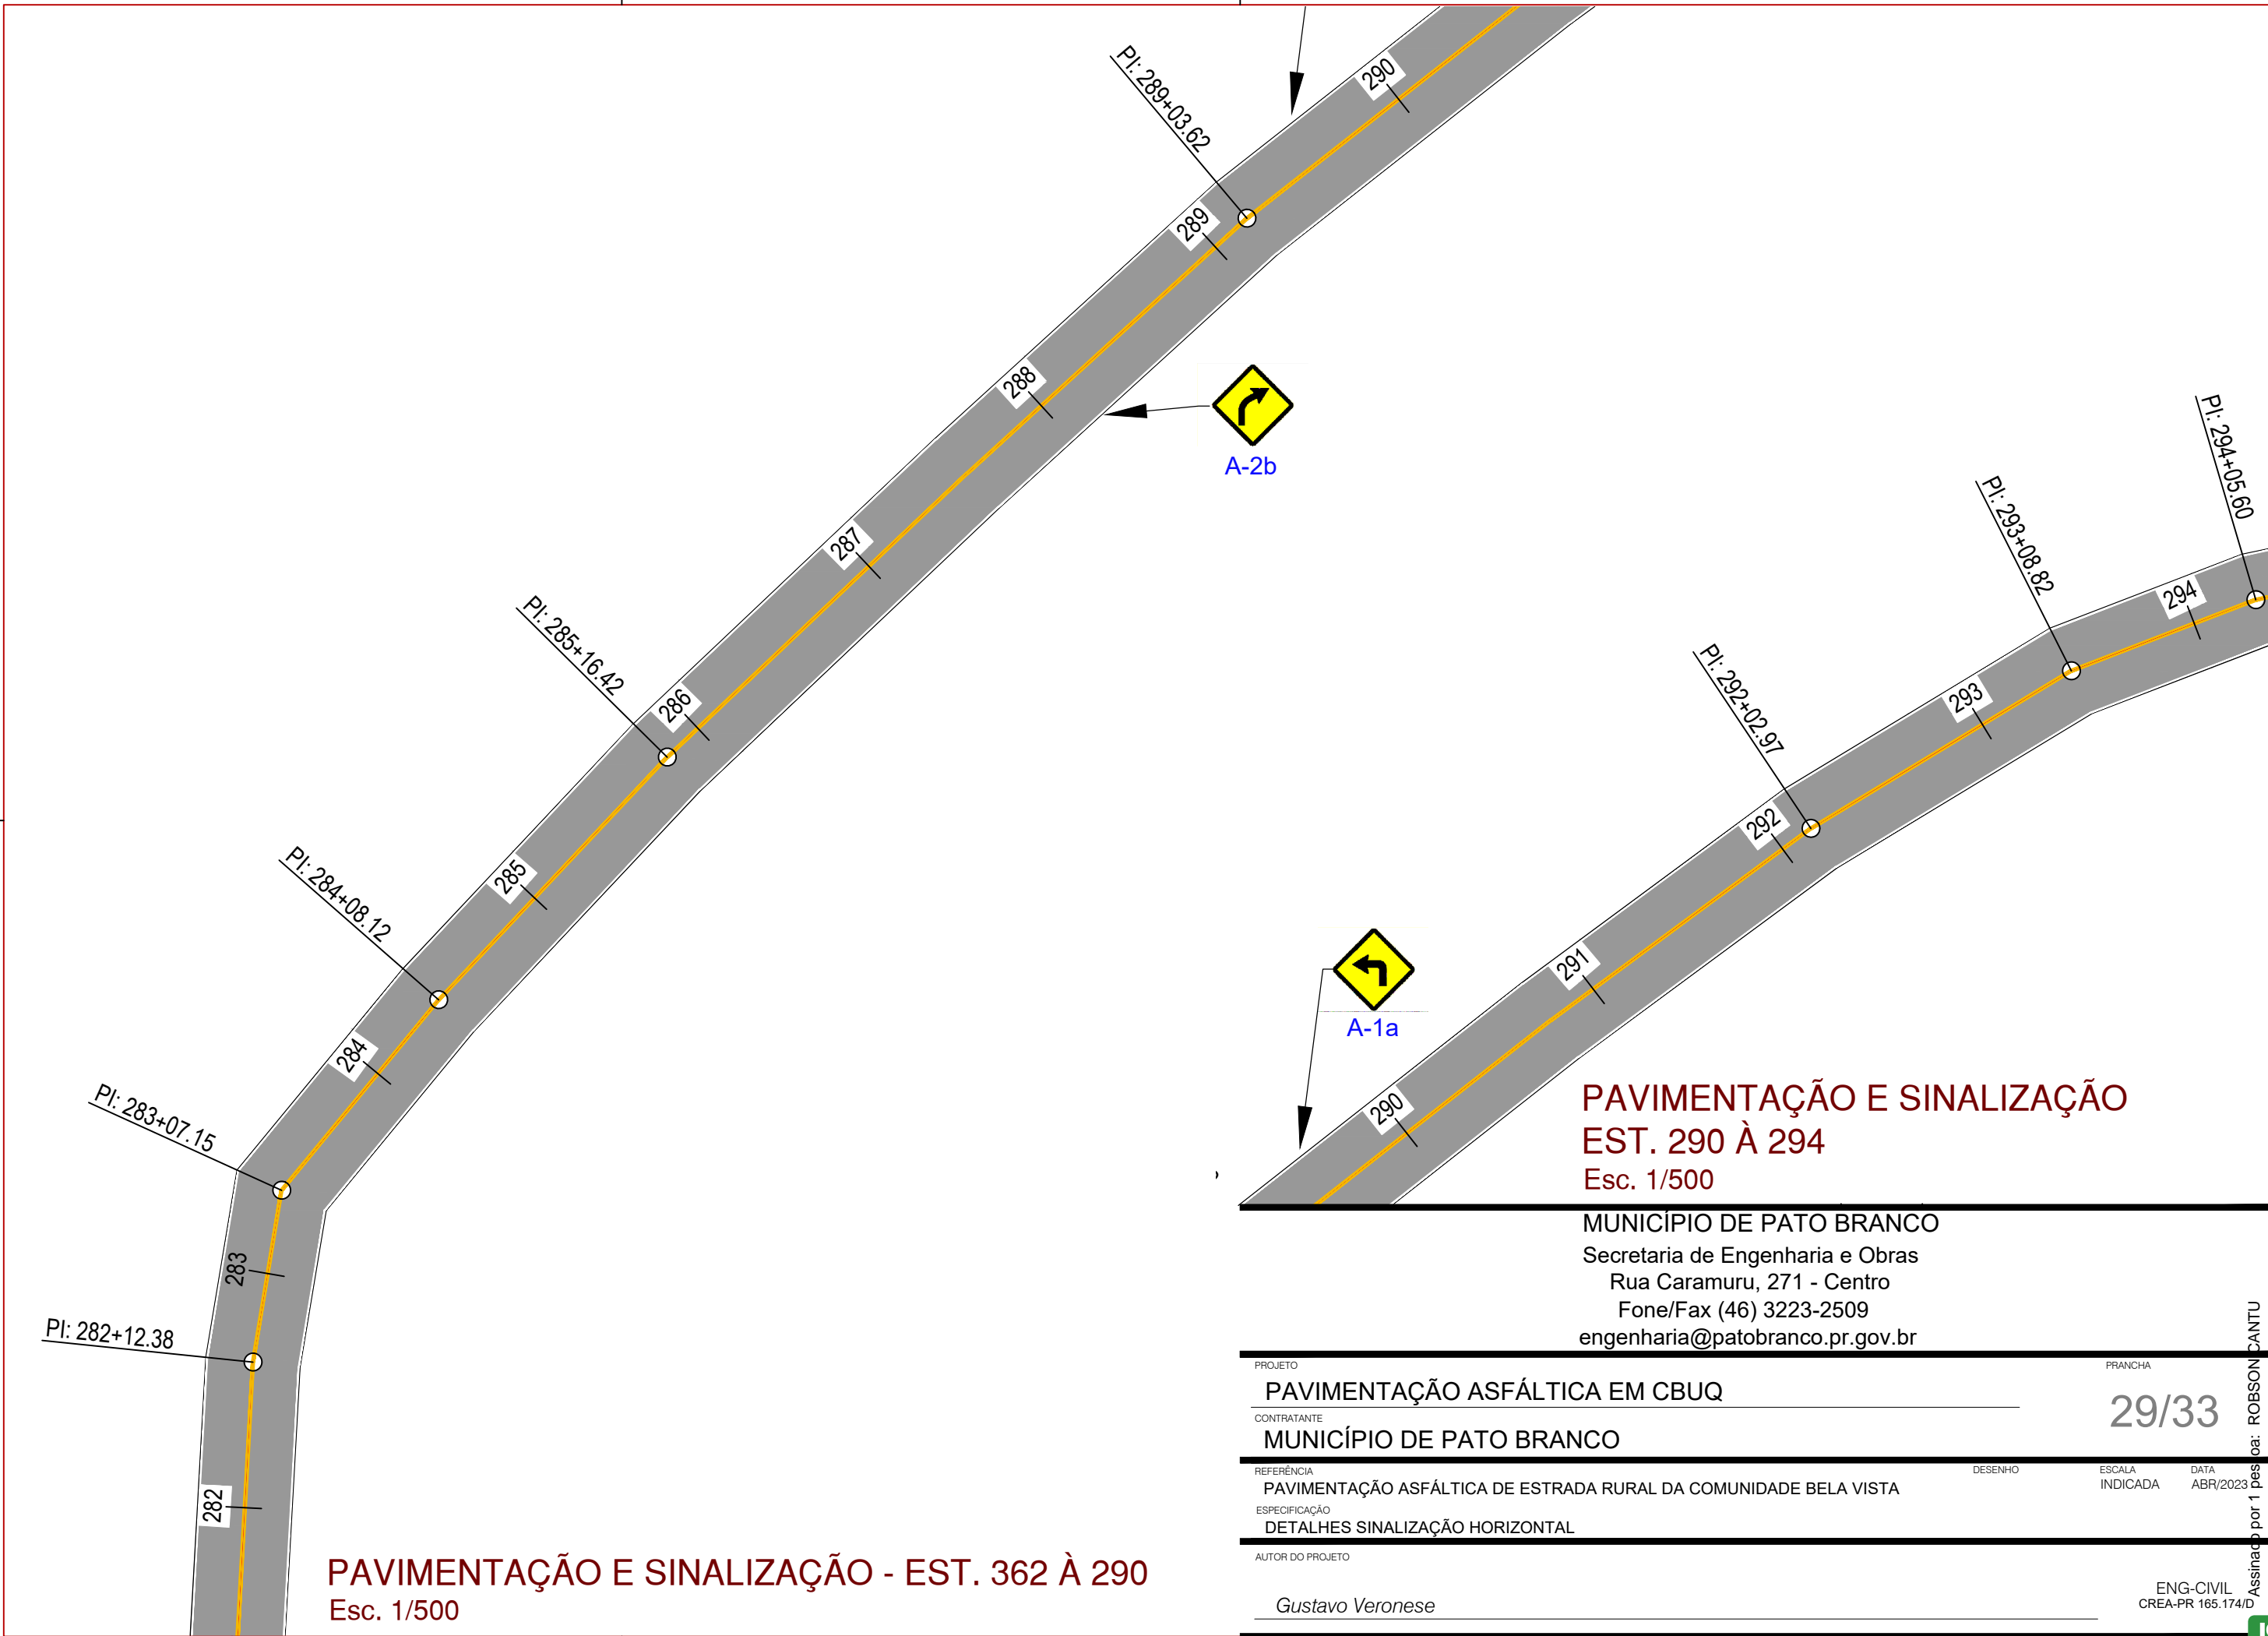 PI: 289+03.62
290
289
288
A-2b
287
PI: 285+16.42
286
PI: 284+08.12
285
284
PI: 283+07.15
283
PI: 282+12.38
282
PAVIMENTAÇÃO E SINALIZAÇÃO - EST. 362 À 290
Esc. 1/500
PI: 294+05.60
PI: 293+08.82
294
293
PI: 292+02.97
292
291
A-1a
290
PAVIMENTAÇÃO E SINALIZAÇÃO
EST. 290 À 294
Esc. 1/500
MUNICÍPIO DE PATO BRANCO
Secretaria de Engenharia e Obras
Rua Caramuru, 271 - Centro
Fone/Fax (46) 3223-2509
engenharia@patobranco.pr.gov.br
PROJETO
PAVIMENTAÇÃO ASFÁLTICA EM CBUQ
PRANCHA
29/33
CONTRATANTE
MUNICÍPIO DE PATO BRANCO
REFERÊNCIA
PAVIMENTAÇÃO ASFÁLTICA DE ESTRADA RURAL DA COMUNIDADE BELA VISTA
DESENHO
ESCALA
INDICADA
DATA
ABR/2023
ESPECIFICAÇÃO
DETALHES SINALIZAÇÃO HORIZONTAL
AUTOR DO PROJETO
Gustavo Veronese
ENG-CIVIL
CREA-PR 165.174/D
Assinado por 1 pessoa: ROBSON CANTU